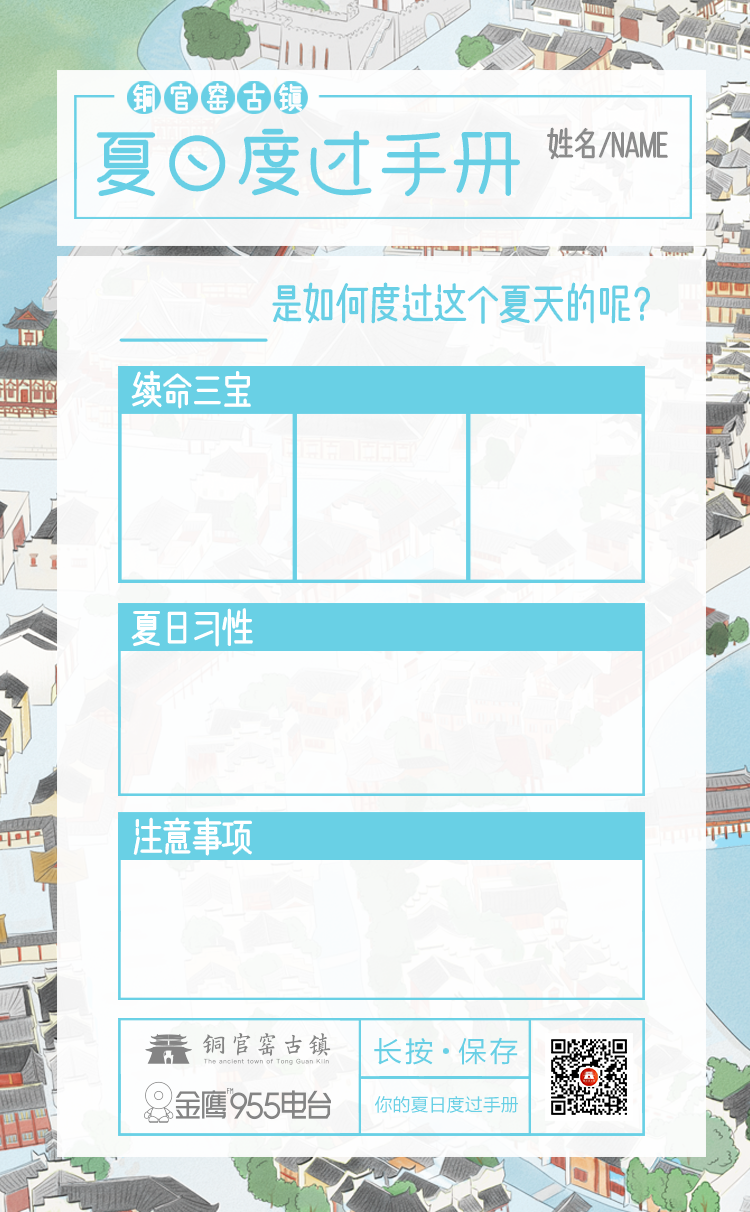 铜官窑古镇
夏日度过手册
姓名/NAME
是如何度过这个夏天的呢?
续命三宝
夏日习性
注意事项
铜官窑古镇
The ancient town of Tong Guan Kiln
金鹰955电台
FM
长按·保存
你的夏日度过手册